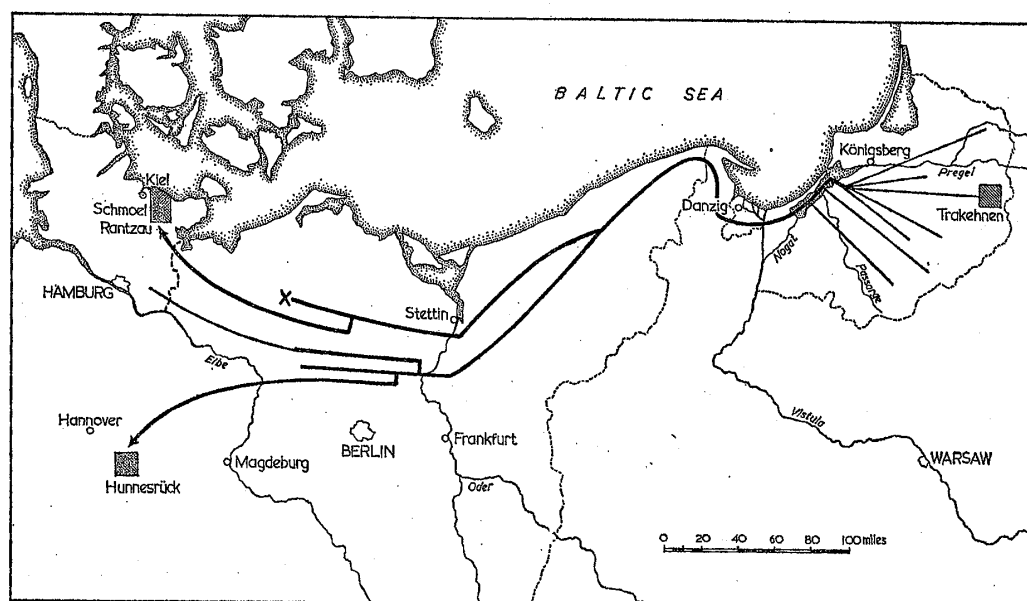 BALTIC SEA
Königsberg
Pregel
Kiel
Schmoel
Rantzau
Danzig
Trakehnen
Nogat
Passarge
HAMBURG
Stettin
Elbe
Hannover
BERLIN
Frankfurt
Vistula
Magdeburg
WARSAW
Hunnesrück
Oder
0 20 40 60 80 100 miles